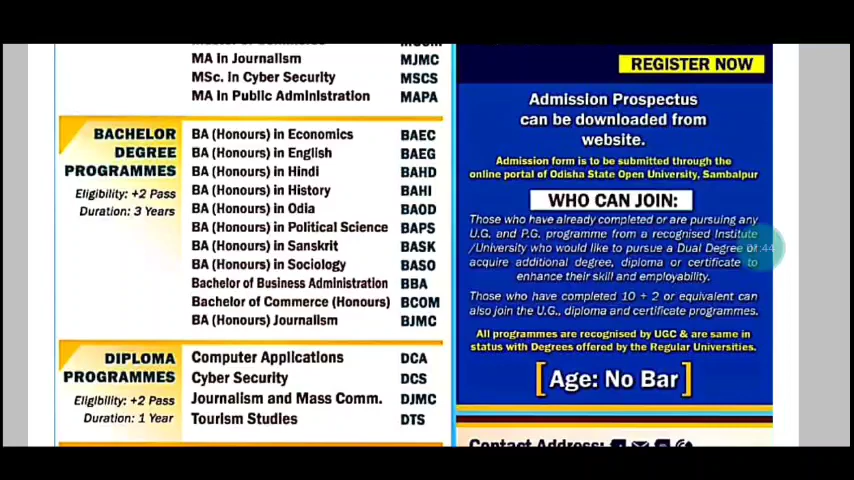 MA in Journalism MJMC
MSc. in Cyber Security MSCS
MA in Public Administration MAPA
BACHELOR
DEGREE
PROGRAMMES
Eligibility: +2 Pass
Duration: 3 Years
BA (Honours) in Economics BAEC
BA (Honours) in English BAEG
BA (Honours) in Hindi BAHD
BA (Honours) in History BAHI
BA (Honours) in Odia BAOD
BA (Honours) in Political Science BAPS
BA (Honours) in Sanskrit BASK
BA (Honours) in Sociology BASO
Bachelor of Business Administration BBA
Bachelor of Commerce (Honours) BCOM
BA (Honours) Journalism BJMC
DIPLOMA
PROGRAMMES
Eligibility: +2 Pass
Duration: 1 Year
Computer Applications DCA
Cyber Security DCS
Journalism and Mass Comm. DJMC
Tourism Studies DTS
REGISTER NOW
Admission Prospectus
can be downloaded from
website.
Admission form is to be submitted through the
online portal of Odisha State Open University, Sambalpur
WHO CAN JOIN:
Those who have already completed or are pursuing any
U.G. and P.G. programme from a recognised Institute
/University who would like to pursue a Dual Degree or
acquire additional degree, diploma or certificate to
enhance their skill and employability.
Those who have completed 10 + 2 or equivalent can
also join the U.G., diploma and certificate programmes.
All programmes are recognised by UGC & are same in
status with Degrees offered by the Regular Universities.
[Age: No Bar]
Contact Address: